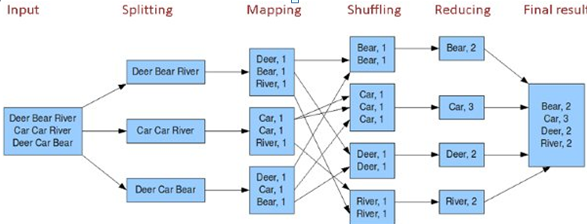 Input
Splitting
Mapping
Shuffling
Reducing
Final result
Deer Bear River
Car Car River
Deer Car Bear
Deer Bear River
Car Car River
Deer Car Bear
Deer, 1
Bear, 1
River, 1
Car, 1
Car, 1
River, 1
Deer, 1
Car, 1
Bear, 1
Bear, 1
Bear, 1
Car, 1
Car, 1
Car, 1
Deer, 1
Deer, 1
River, 1
River, 1
Bear, 2
Car, 3
Deer, 2
River, 2
Bear, 2
Car, 3
Deer, 2
River, 2